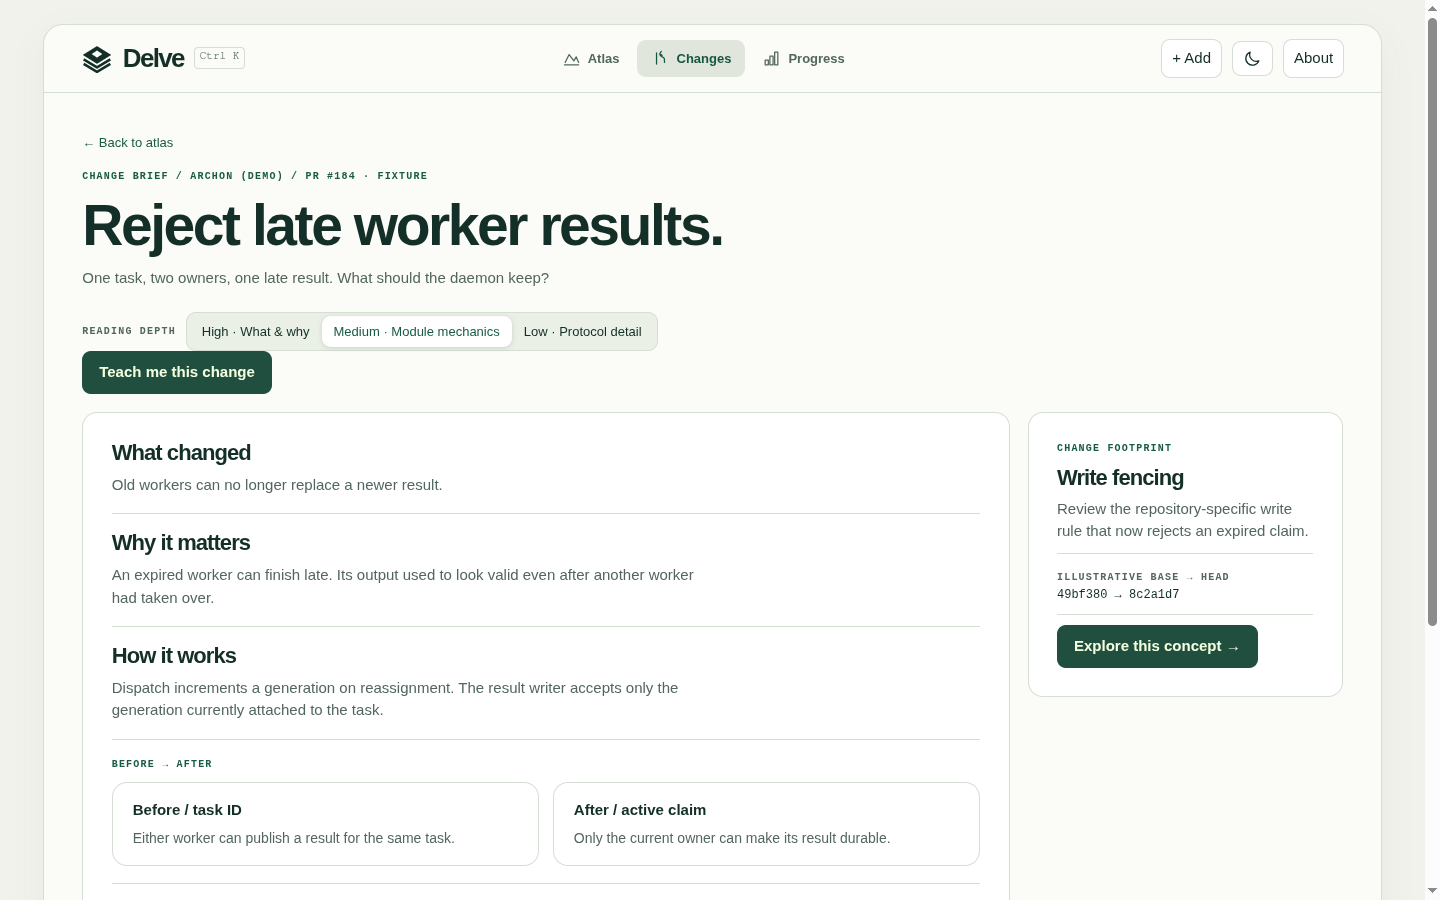 Delve Ctrl K
Atlas
Changes
Progress
+ Add
About
← Back to atlas
CHANGE BRIEF / ARCHON (DEMO) / PR #184 · FIXTURE
Reject late worker results.
One task, two owners, one late result. What should the daemon keep?
READING DEPTH
High · What & why
Medium · Module mechanics
Low · Protocol detail
Teach me this change
What changed
Old workers can no longer replace a newer result.
Why it matters
An expired worker can finish late. Its output used to look valid even after another worker
had taken over.
How it works
Dispatch increments a generation on reassignment. The result writer accepts only the
generation currently attached to the task.
BEFORE → AFTER
Before / task ID
Either worker can publish a result for the same task.
After / active claim
Only the current owner can make its result durable.
CHANGE FOOTPRINT
Write fencing
Review the repository-specific write
rule that now rejects an expired claim.
ILLUSTRATIVE BASE → HEAD
49bf380 → 8c2a1d7
Explore this concept →